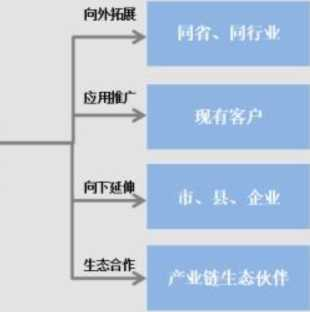 向外拓展
同省、同行业
应用推广
现有客户
向下延伸
市、县、企业
生态合作
产业链生态伙伴